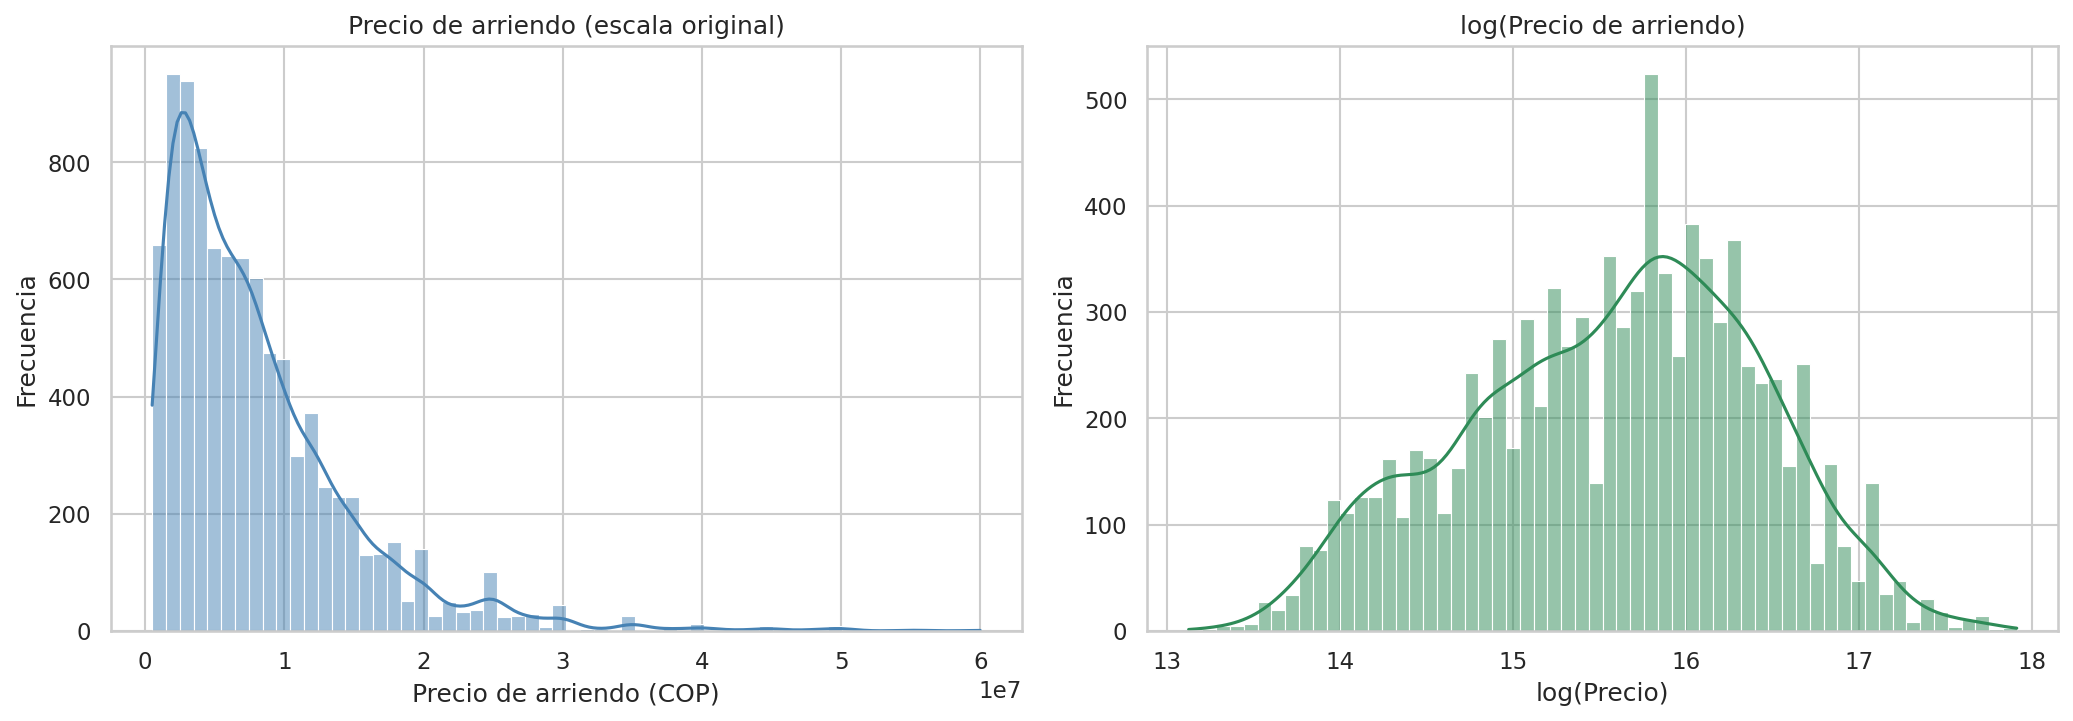 Precio de arriendo (escala original)
Frecuencia
800
600
400
200
0
0 1 2 3 4 5 6
1e7
Precio de arriendo (COP)
log(Precio de arriendo)
Frecuencia
500
400
300
200
100
0
13 14 15 16 17 18
log(Precio)